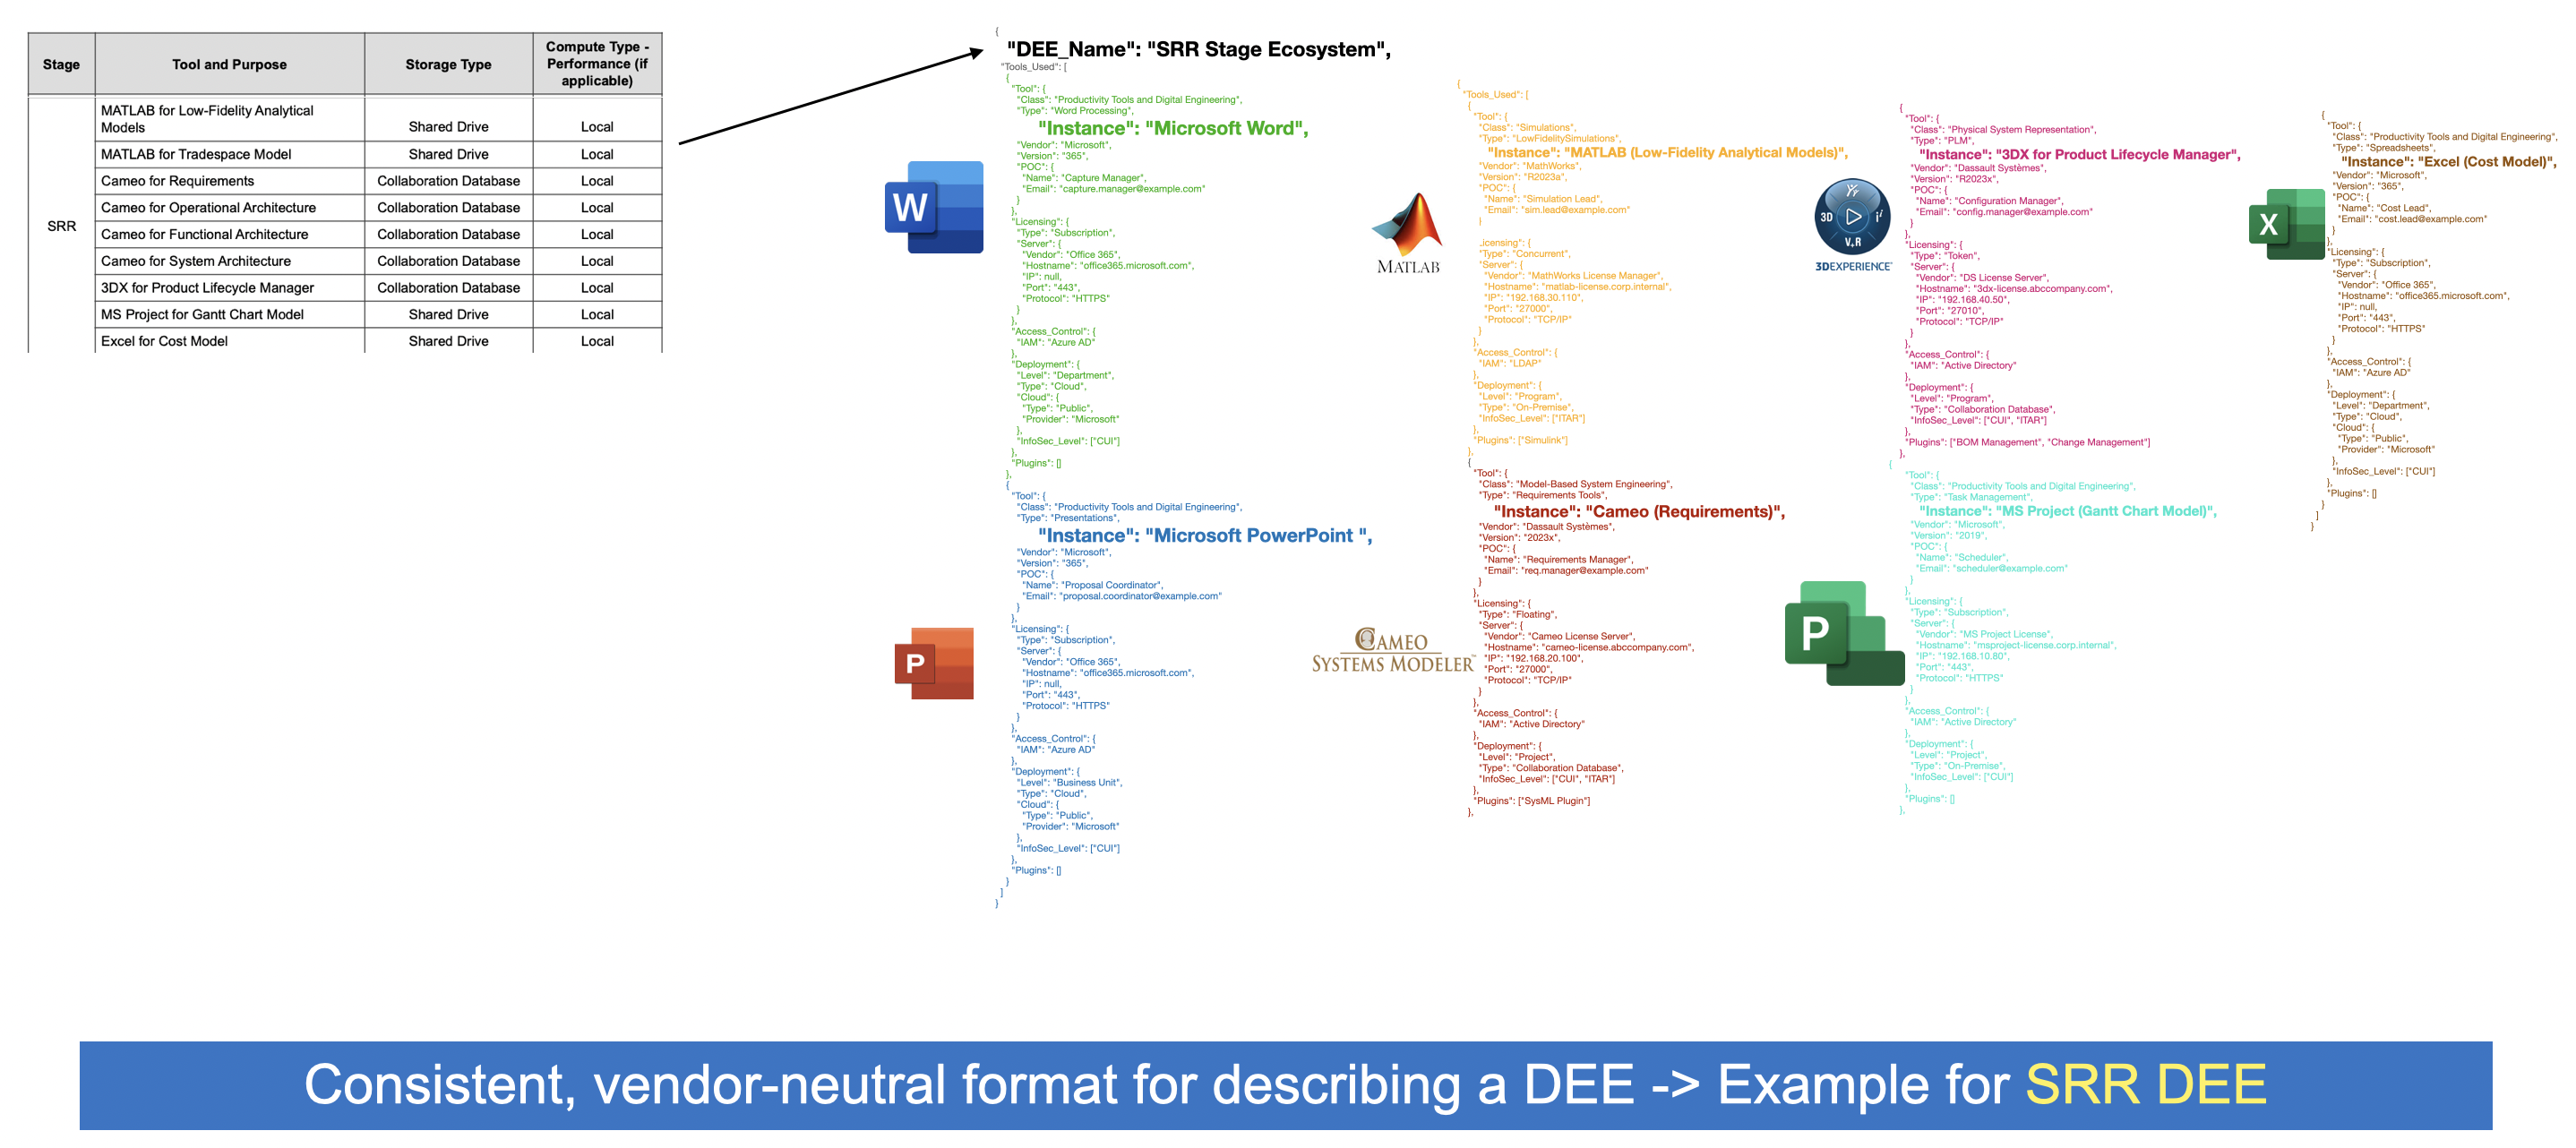 Stage Tool and Purpose Storage Type Compute Type - Performance (if applicable)
SRR
MATLAB for Low-Fidelity Analytical Models Shared Drive Local
MATLAB for Tradespace Model Shared Drive Local
Cameo for Requirements Collaboration Database Local
Cameo for Operational Architecture Collaboration Database Local
Cameo for Functional Architecture Collaboration Database Local
Cameo for System Architecture Collaboration Database Local
3DX for Product Lifecycle Manager Collaboration Database Local
MS Project for Gantt Chart Model Shared Drive Local
Excel for Cost Model Shared Drive Local
{
"DEE_Name": "SRR Stage Ecosystem",
"Tools_Used": [
{
"Tool": {
"Class": "Productivity Tools and Digital Engineering",
"Type": "Word Processing",
"Instance": "Microsoft Word",
"Vendor": "Microsoft",
"Version": "365",
"POC": {
"Name": "Capture Manager",
"Email": "capture.manager@example.com"
}
},
"Licensing": {
"Type": "Subscription",
"Server": {
"Vendor": "Office 365",
"Hostname": "office365.microsoft.com",
"IP": null,
"Port": "443",
"Protocol": "HTTPS"
}
},
"Access_Control": {
"IAM": "Azure AD"
},
"Deployment": {
"Level": "Department",
"Type": "Cloud",
"Cloud": {
"Type": "Public",
"Provider": "Microsoft"
},
"InfoSec_Level": ["CUI"]
},
"Plugins": []
},
{
"Tool": {
"Class": "Productivity Tools and Digital Engineering",
"Type": "Presentations",
"Instance": "Microsoft PowerPoint ",
"Vendor": "Microsoft",
"Version": "365",
"POC": {
"Name": "Proposal Coordinator",
"Email": "proposal.coordinator@example.com"
}
},
"Licensing": {
"Type": "Subscription",
"Server": {
"Vendor": "Office 365",
"Hostname": "office365.microsoft.com",
"IP": null,
"Port": "443",
"Protocol": "HTTPS"
}
},
"Access_Control": {
"IAM": "Azure AD"
},
"Deployment": {
"Level": "Business Unit",
"Type": "Cloud",
"Cloud": {
"Type": "Public",
"Provider": "Microsoft"
},
"InfoSec_Level": ["CUI"]
},
"Plugins": []
}
]
}
W
P
{
"Tools_Used": [
{
"Tool": {
"Class": "Simulations",
"Type": "LowFidelitySimulations",
"Instance": "MATLAB (Low-Fidelity Analytical Models)",
"Vendor": "MathWorks",
"Version": "R2023a",
"POC": {
"Name": "Simulation Lead",
"Email": "sim.lead@example.com"
}
Licensing": {
"Type": "Concurrent",
"Server": {
"Vendor": "MathWorks License Manager",
"Hostname": "matlab-license.corp.internal",
"IP": "192.168.30.110",
"Port": "27000",
"Protocol": "TCP/IP"
}
},
"Access_Control": {
"IAM": "LDAP"
},
"Deployment": {
"Level": "Program",
"Type": "On-Premise",
"InfoSec_Level": ["ITAR"]
},
"Plugins": ["Simulink"]
},
{
"Tool": {
"Class": "Model-Based System Engineering",
"Type": "Requirements Tools",
"Instance": "Cameo (Requirements)",
"Vendor": "Dassault Systèmes",
"Version": "2023x",
"POC": {
"Name": "Requirements Manager",
"Email": "req.manager@example.com"
}
},
"Licensing": {
"Type": "Floating",
"Server": {
"Vendor": "Cameo License Server",
"Hostname": "cameo-license.abccompany.com",
"IP": "192.168.20.100",
"Port": "27000",
"Protocol": "TCP/IP"
}
},
"Access_Control": {
"IAM": "Active Directory"
},
"Deployment": {
"Level": "Project",
"Type": "Collaboration Database",
"InfoSec_Level": ["CUI", "ITAR"]
},
"Plugins": ["SysML Plugin"]
},
MATLAB
CAMEO
SYSTEMS MODELER™
{
"Tool": {
"Class": "Physical System Representation",
"Type": "PLM",
"Instance": "3DX for Product Lifecycle Manager",
"Vendor": "Dassault Systèmes",
"Version": "R2023x",
"POC": {
"Name": "Configuration Manager",
"Email": "config.manager@example.com"
}
},
"Licensing": {
"Type": "Token",
"Server": {
"Vendor": "DS License Server",
"Hostname": "3dx-license.abccompany.com",
"IP": "192.168.40.50",
"Port": "27010",
"Protocol": "TCP/IP"
}
},
"Access_Control": {
"IAM": "Active Directory"
},
"Deployment": {
"Level": "Program",
"Type": "Collaboration Database",
"InfoSec_Level": ["CUI", "ITAR"]
},
"Plugins": ["BOM Management", "Change Management"]
},
{
"Tool": {
"Class": "Productivity Tools and Digital Engineering",
"Type": "Task Management",
"Instance": "MS Project (Gantt Chart Model)",
"Vendor": "Microsoft",
"Version": "2019",
"POC": {
"Name": "Scheduler",
"Email": "scheduler@example.com"
}
},
"Licensing": {
"Type": "Subscription",
"Server": {
"Vendor": "MS Project License",
"Hostname": "msproject-license.corp.internal",
"IP": "192.168.10.80",
"Port": "443",
"Protocol": "HTTPS"
}
},
"Access_Control": {
"IAM": "Active Directory"
},
"Deployment": {
"Level": "Project",
"Type": "On-Premise",
"InfoSec_Level": ["CUI"]
},
"Plugins": []
},
3D
V+R
3DEXPERIENCE
P
{
"Tool": {
"Class": "Productivity Tools and Digital Engineering",
"Type": "Spreadsheets",
"Instance": "Excel (Cost Model)",
"Vendor": "Microsoft",
"Version": "365",
"POC": {
"Name": "Cost Lead",
"Email": "cost.lead@example.com"
}
},
"Licensing": {
"Type": "Subscription",
"Server": {
"Vendor": "Office 365",
"Hostname": "office365.microsoft.com",
"IP": null,
"Port": "443",
"Protocol": "HTTPS"
}
},
"Access_Control": {
"IAM": "Azure AD"
},
"Deployment": {
"Level": "Department",
"Type": "Cloud",
"Cloud": {
"Type": "Public",
"Provider": "Microsoft"
},
"InfoSec_Level": ["CUI"]
},
"Plugins": []
}
]
}
X
Consistent, vendor-neutral format for describing a DEE -> Example for SRR DEE